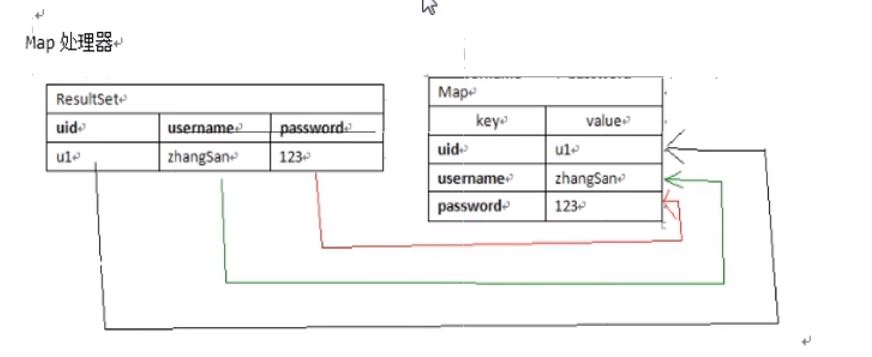 Map 处理器
ResultSet
uid username password
u1 zhangSan 123
Map
key value
uid u1
username zhangSan
password 123